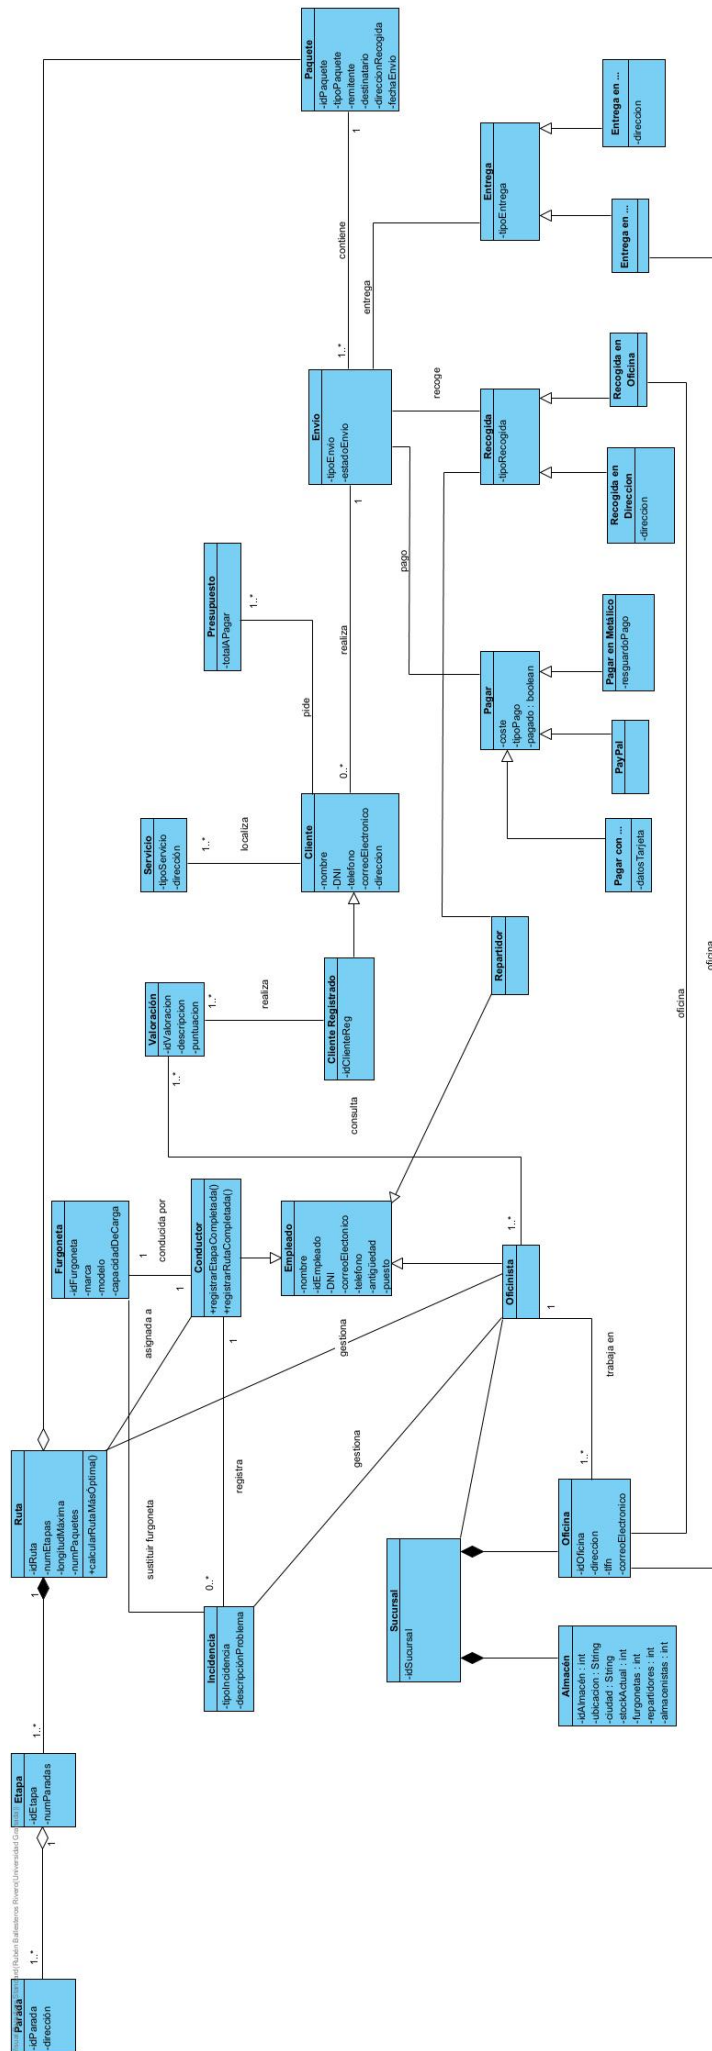 Parada
-idParada
-dirección
1..*
1
Etapa
-idEtapa
-numParadas
1..*
1
Ruta
-idRuta
-numEtapas
-longitudMáxima
-numPaquetes
+calcularRutaMásÓptima()
asignada a
sustituir furgoneta
Furgoneta
-idFurgoneta
-marca
-modelo
-capacidadDeCarga
1
conducida por
1
Conductor
+registrarEtapaCompletada()
+registrarRutaCompletada()
1
registra
0..*
Incidencia
-tipoIncidencia
-descripciónProblema
gestiona
gestiona
Empleado
-nombre
-idEmpleado
-DNI
-correoElectonico
-telefono
-antigüedad
-puesto
Valoración
-idValoracion
-descripcion
-puntuacion
1..*
1..*
realiza
consulta
Cliente Registrado
-idClienteReg
Servicio
-tipoServicio
-dirección
1..*
localiza
Presupuesto
-totalAPagar
1..*
pide
Cliente
-nombre
-DNI
-telefono
-correoElectronico
-direccion
0..*
realiza
1
Envío
-tipoEnvio
-estadoEnvio
1..*
contiene
1
Paquete
-idPaquete
-tipoPaquete
-remitente
-destinatario
-direccionRecogida
-fechaEnvio
entrega
recoge
pago
Sucursal
-idSucursal
Oficinista
1..*
1
trabaja en
1..*
Repartidor
Pagar
-coste
-tipoPago
-pagado : boolean
Recogida
-tipoRecogida
Entrega
-tipoEntrega
Almacén
-idAlmacén : int
-ubicacion : String
-ciudad : String
-stockActual : int
-furgonetas : int
-repartidores : int
-almacenistas : int
Oficina
-idOficina
-direccion
-tlfn
-correoElectronico
Pagar con ...
-datosTarjeta
PayPal
Pagar en Metálico
-resguardoPago
Recogida en
Direccion
-direccion
Recogida en
Oficina
Entrega en ...
Entrega en ...
-direccion
oficina
oficina